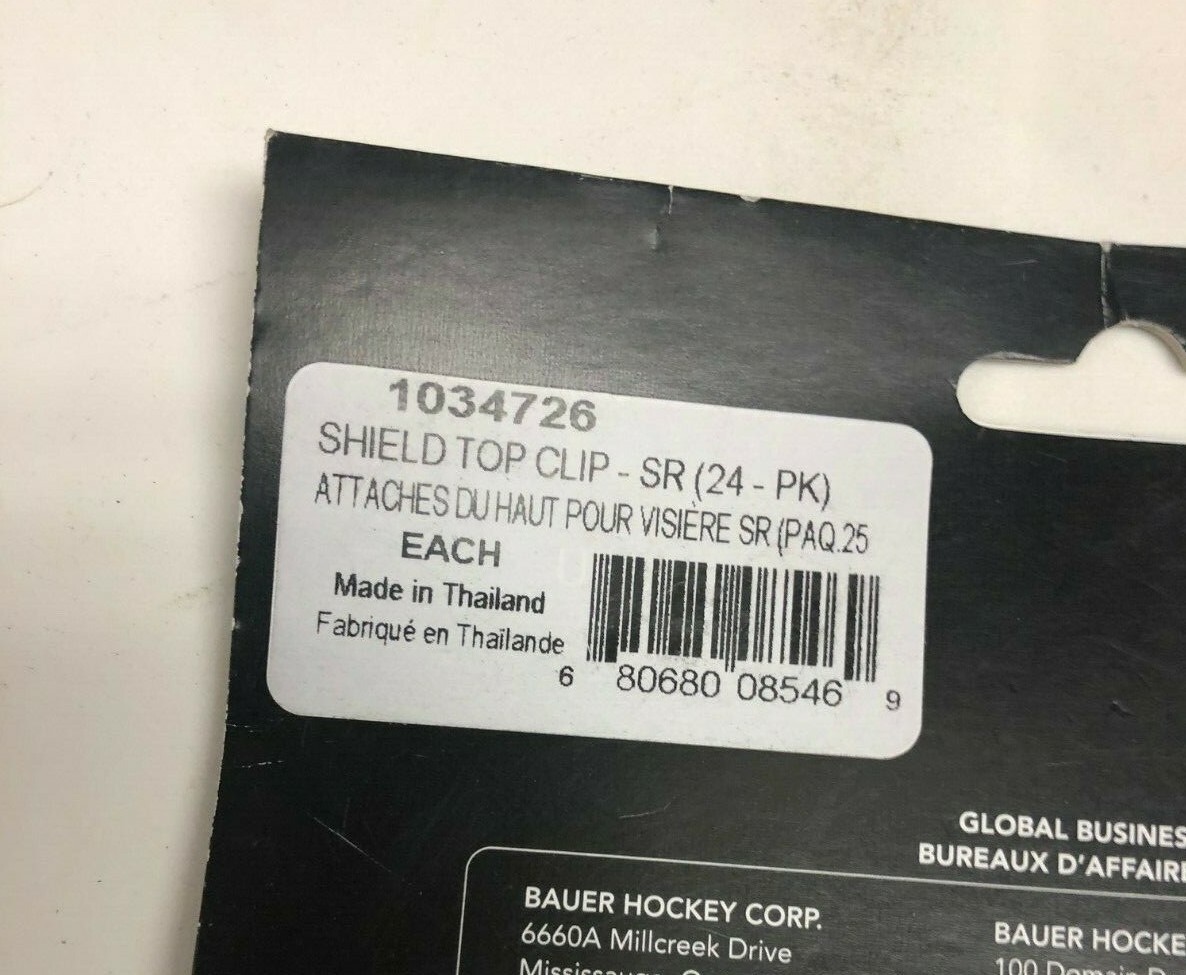 1034726
SHIELD TOP CLIP - SR (24 - PK)
ATTACHES DU HAUT POUR VISIÈRE SR (PAQ.25
EACH
Made in Thailand
Fabriqué en Thaïlande
6 80680 08546 9
GLOBAL BUSINES
BUREAUX D'AFFAIRE
BAUER HOCKEY CORP.
6660A Millcreek Drive
BAUER HOCKE
100